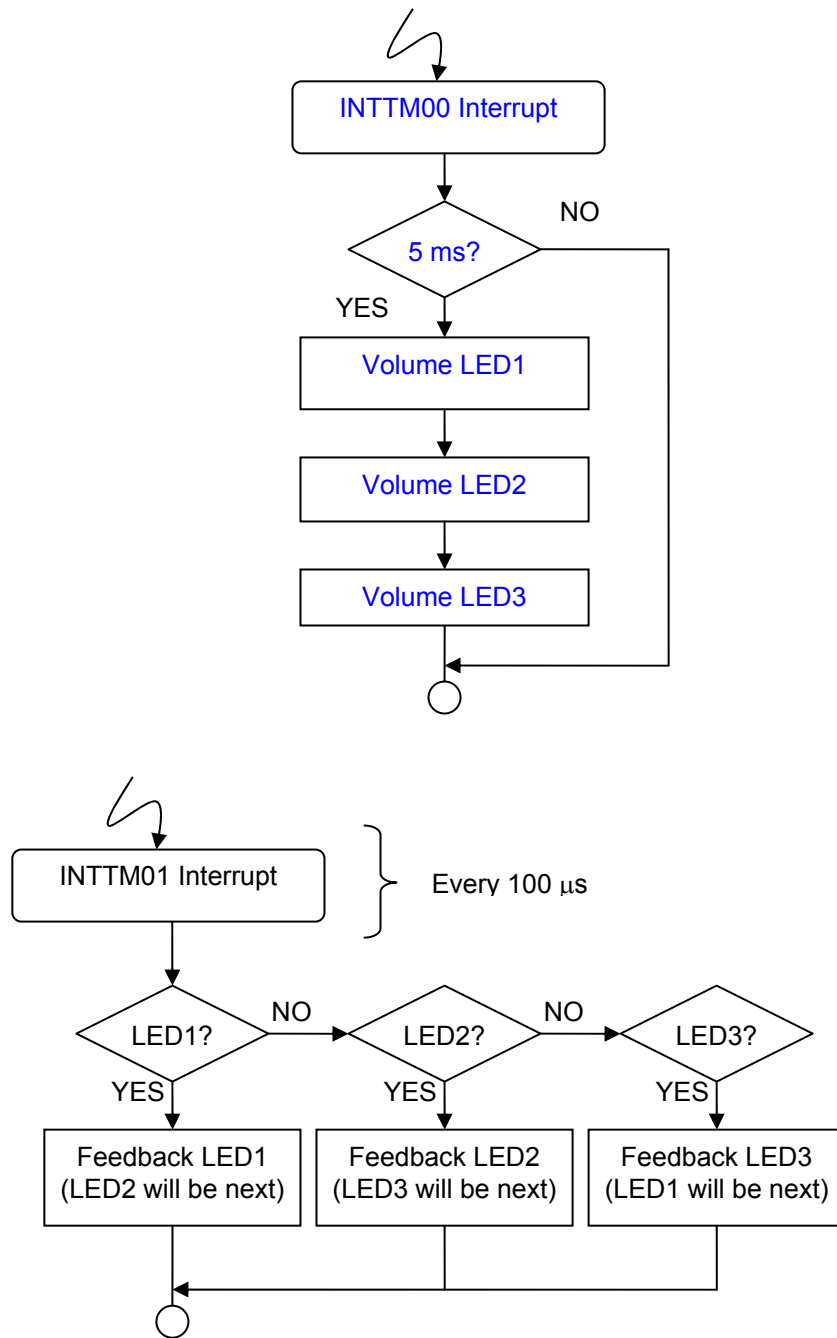 INTTM00 Interrupt
NO
5 ms?
YES
Volume LED1
Volume LED2
Volume LED3
INTTM01 Interrupt
Every 100 µs
LED1?
NO
LED2?
NO
LED3?
YES
YES
YES
Feedback LED1
(LED2 will be next)
Feedback LED2
(LED3 will be next)
Feedback LED3
(LED1 will be next)